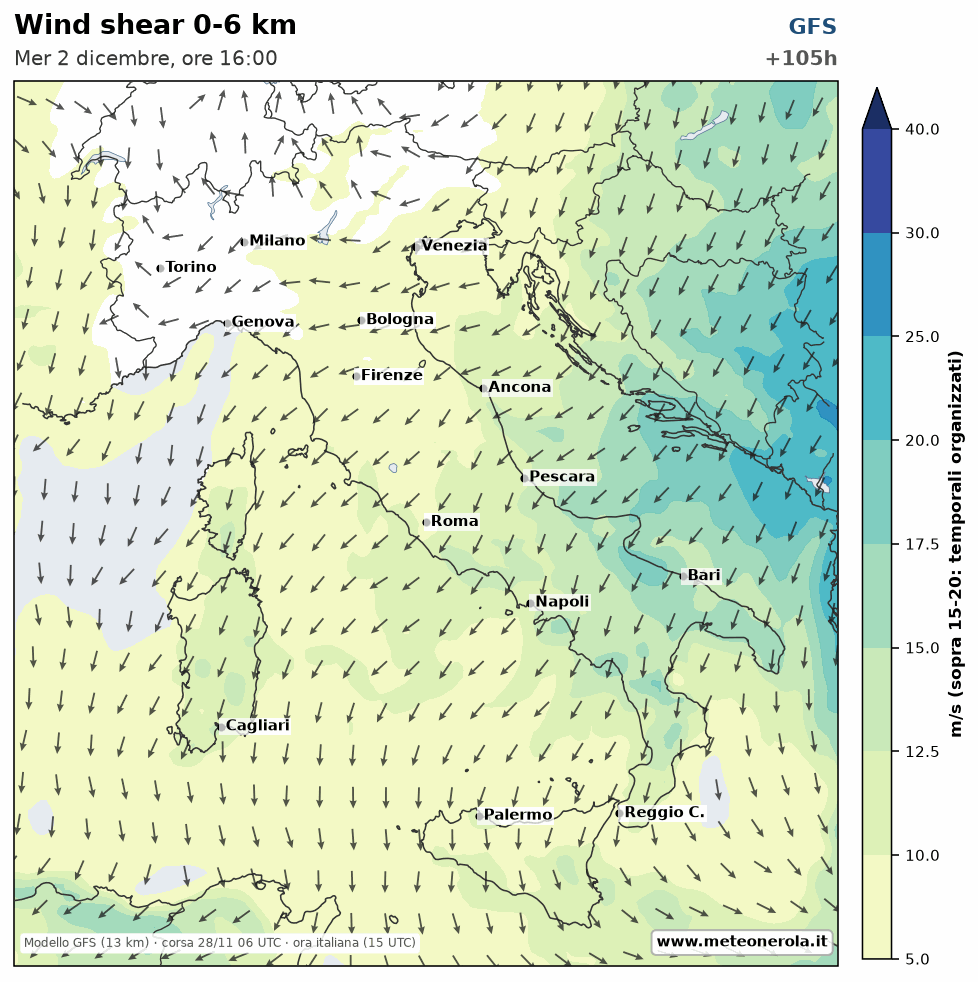 Wind shear 0-6 km
GFS
Mer 2 dicembre, ore 16:00
+105h
Venezia
Milano
Torino
Genova
Bologna
Firenze
Ancona
Pescara
Roma
Bari
Napoli
Cagliari
Palermo
Reggio C.
Modello GFS (13 km) · corsa 28/11 06 UTC · ora italiana (15 UTC)
www.meteonerola.it
40.0
30.0
25.0
20.0
17.5
15.0
12.5
10.0
5.0
m/s (sopra 15-20: temporali organizzati)